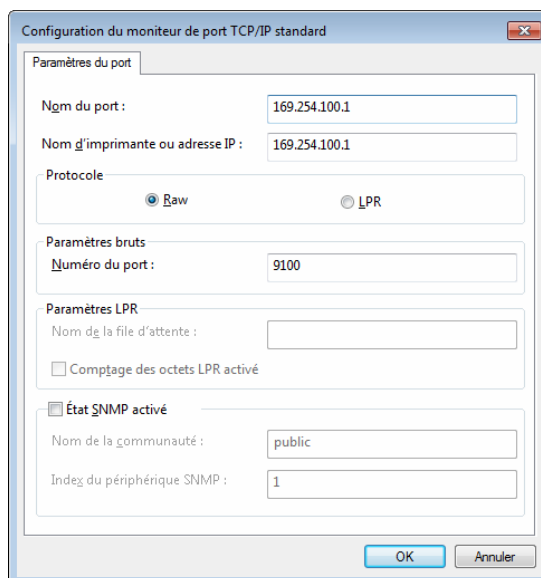 Configuration du moniteur de port TCP/IP standard
Paramètres du port
Nom du port :
169.254.100.1
Nom d'imprimante ou adresse IP :
169.254.100.1
Protocole
Raw
LPR
Paramètres bruts
Numéro du port :
9100
Paramètres LPR
Nom de la file d'attente :
Comptage des octets LPR activé
État SNMP activé
Nom de la communauté :
public
Index du périphérique SNMP :
1
OK
Annuler